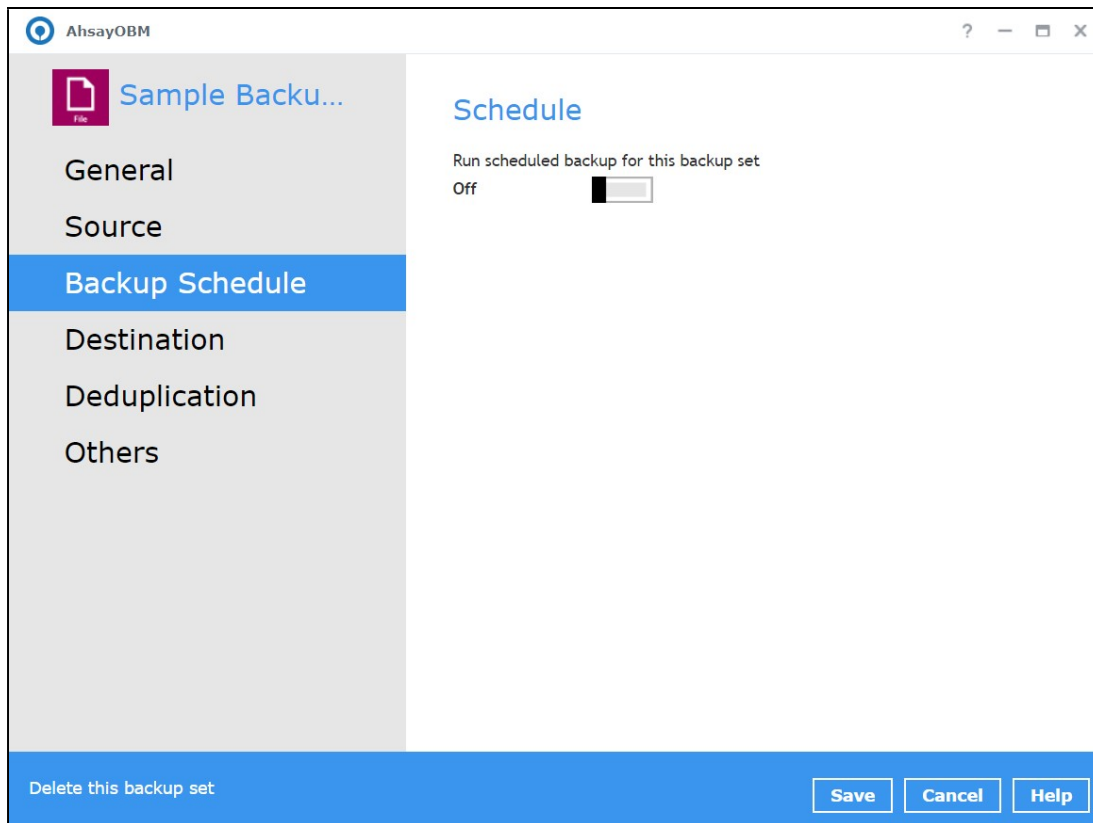 AhsayOBM
?
Sample Backu...
File
General
Source
Backup Schedule
Destination
Deduplication
Others
Schedule
Run scheduled backup for this backup set
Off
Delete this backup set
Save Cancel Help